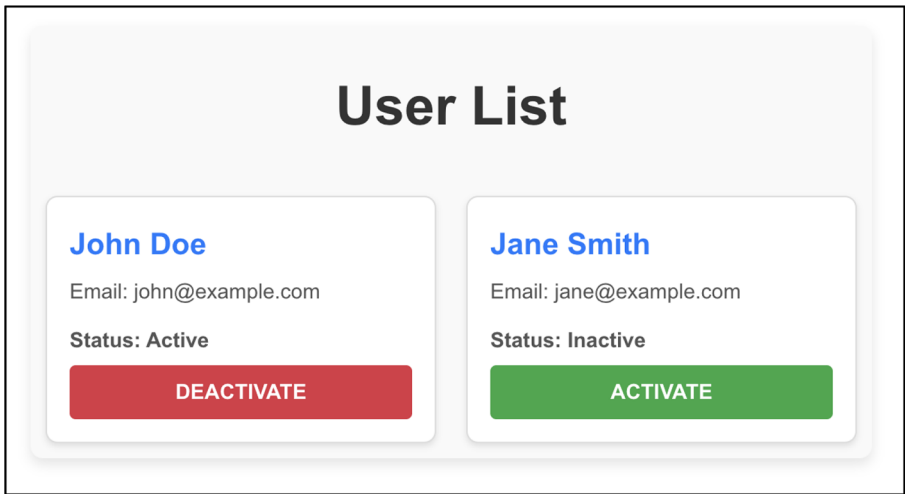 User List
John Doe
Email: john@example.com
Status: Active
DEACTIVATE
Jane Smith
Email: jane@example.com
Status: Inactive
ACTIVATE